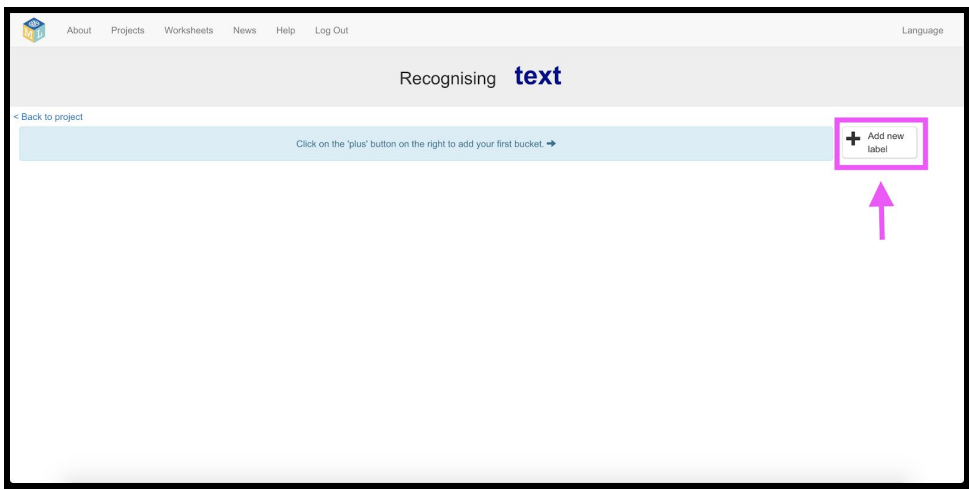 About Projects Worksheets News Help Log Out Language
Recognising text
< Back to project
Click on the 'plus' button on the right to add your first bucket. ➔
Add new
label